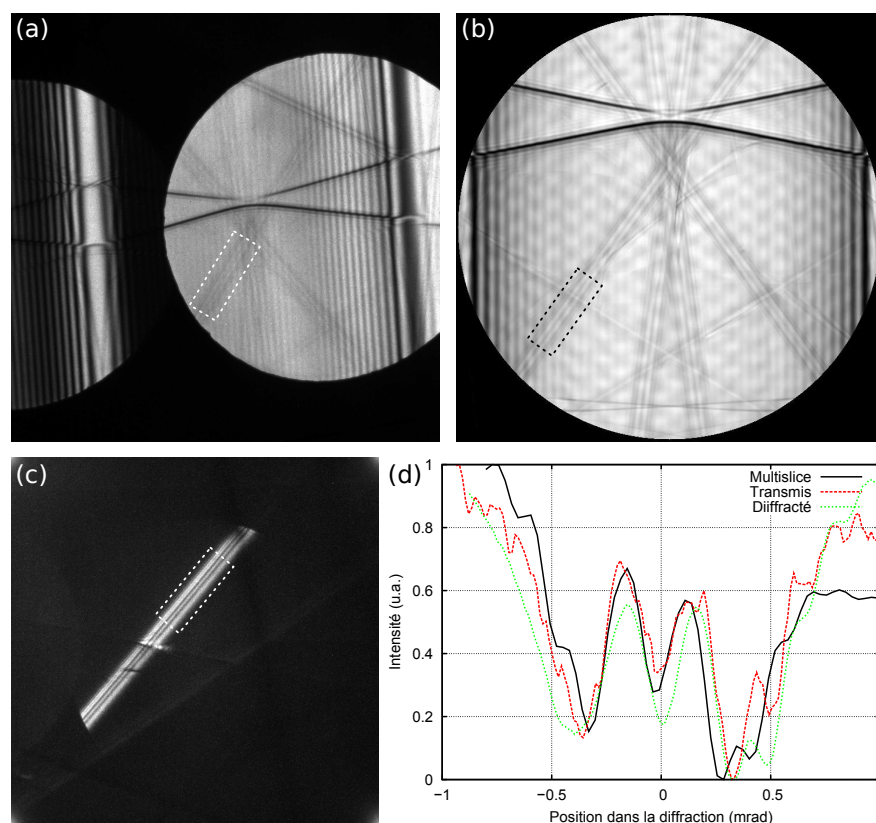 (a)
(b)
(c)
(d)
Multislice
Transmis
Diiffracté
1
0.8
0.6
0.4
0.2
0
Intensité (u.a.)
−1
−0.5
0
0.5
Position dans la diffraction (mrad)